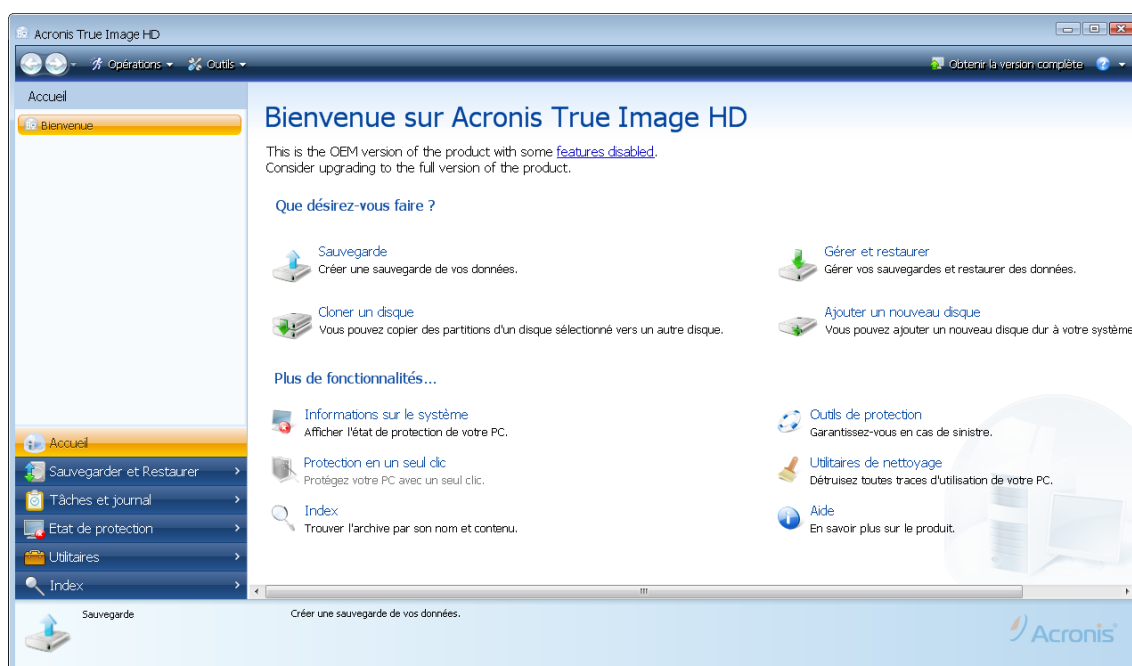 Acronis True Image HD
Opérations
Outils
Obtenir la version complète
Accueil
Bienvenue
Bienvenue sur Acronis True Image HD
This is the OEM version of the product with some features disabled.
Consider upgrading to the full version of the product.
Que désirez-vous faire ?
Sauvegarde
Créer une sauvegarde de vos données.
Gérer et restaurer
Gérer vos sauvegardes et restaurer des données.
Cloner un disque
Vous pouvez copier des partitions d'un disque sélectionné vers un autre disque.
Ajouter un nouveau disque
Vous pouvez ajouter un nouveau disque dur à votre système
Plus de fonctionnalités...
Informations sur le système
Afficher l'état de protection de votre PC.
Outils de protection
Garantissez-vous en cas de sinistre.
Protection en un seul clic
Protégez votre PC avec un seul clic.
Utilitaires de nettoyage
Détruisez toutes traces d'utilisation de votre PC.
Index
Trouver l'archive par son nom et contenu.
Aide
En savoir plus sur le produit.
Accueil
Sauvegarder et Restaurer
Tâches et journal
Etat de protection
Utilitaires
Index
Sauvegarde
Créer une sauvegarde de vos données.
Acronis